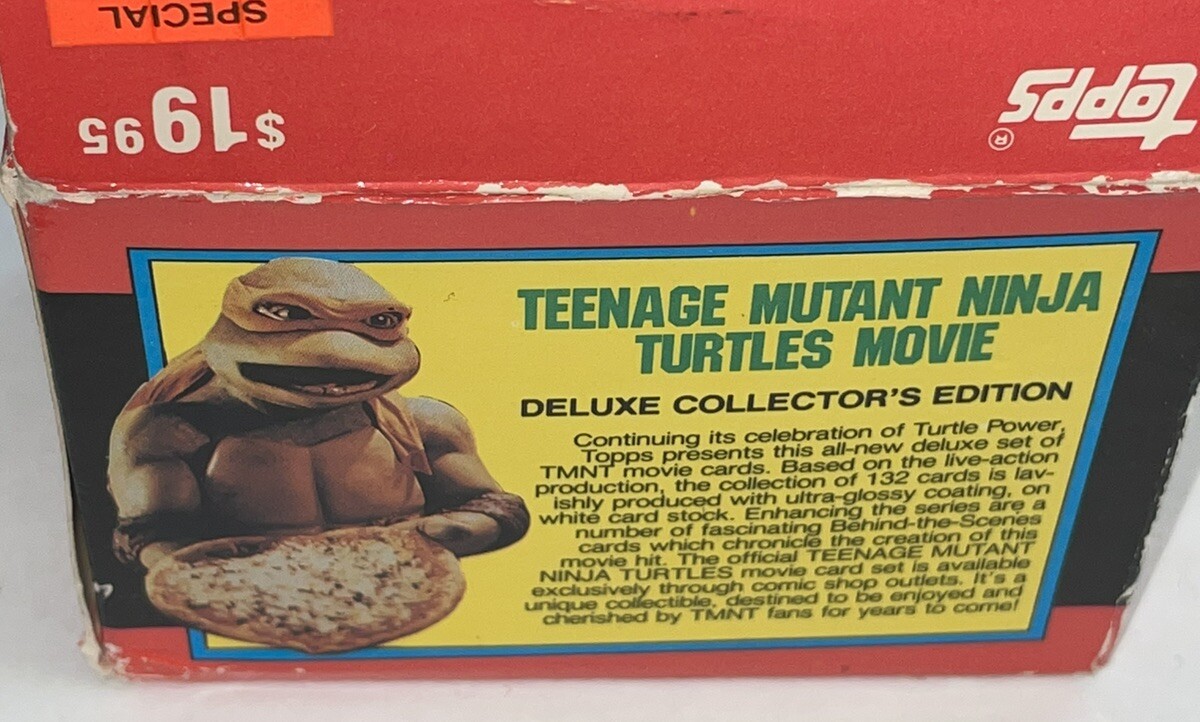 SPECIAL
$19 95
Topps ®
TEENAGE MUTANT NINJA
TURTLES MOVIE
DELUXE COLLECTOR'S EDITION
Continuing its celebration of Turtle Power,
Topps presents this all-new deluxe set of
TMNT movie cards. Based on the live-action
production, the collection of 132 cards is lav-
ishly produced with ultra-glossy coating, on
white card stock. Enhancing the series are a
number of fascinating Behind-the-Scenes
cards which chronicle the creation of this
movie hit. The official TEENAGE MUTANT
NINJA TURTLES movie card set is available
exclusively through comic shop outlets. It's a
unique collectible, destined to be enjoyed and
cherished by TMNT fans for years to come!